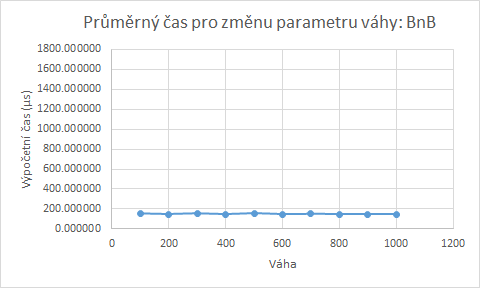 Průměrný čas pro změnu parametru váhy: BnB
Výpočetní čas (µs)
1800.000000
1600.000000
1400.000000
1200.000000
1000.000000
800.000000
600.000000
400.000000
200.000000
0.000000
0 200 400 600 800 1000 1200
Váha